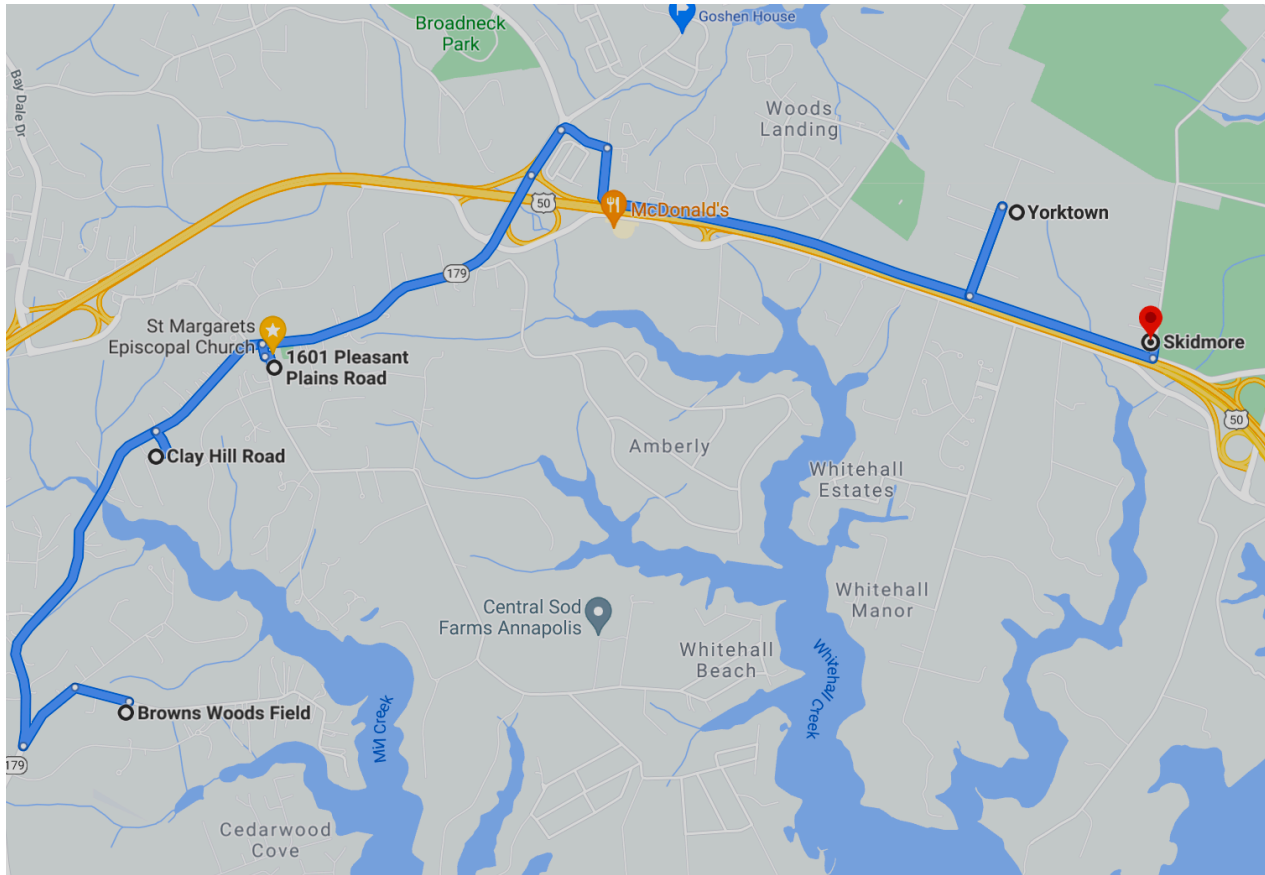 Goshen House
Broadneck
Park
Bay Dale Dr
Woods
Landing
50
McDonald's
Yorktown
179
St Margarets
Episcopal Church
Skidmore
1601 Pleasant
Plains Road
50
Clay Hill Road
Amberly
Whitehall
Estates
Whitehall
Manor
Central Sod
Farms Annapolis
Whitehall
Beach
Whitehall Creek
Mill Creek
Browns Woods Field
179
Cedarwood
Cove